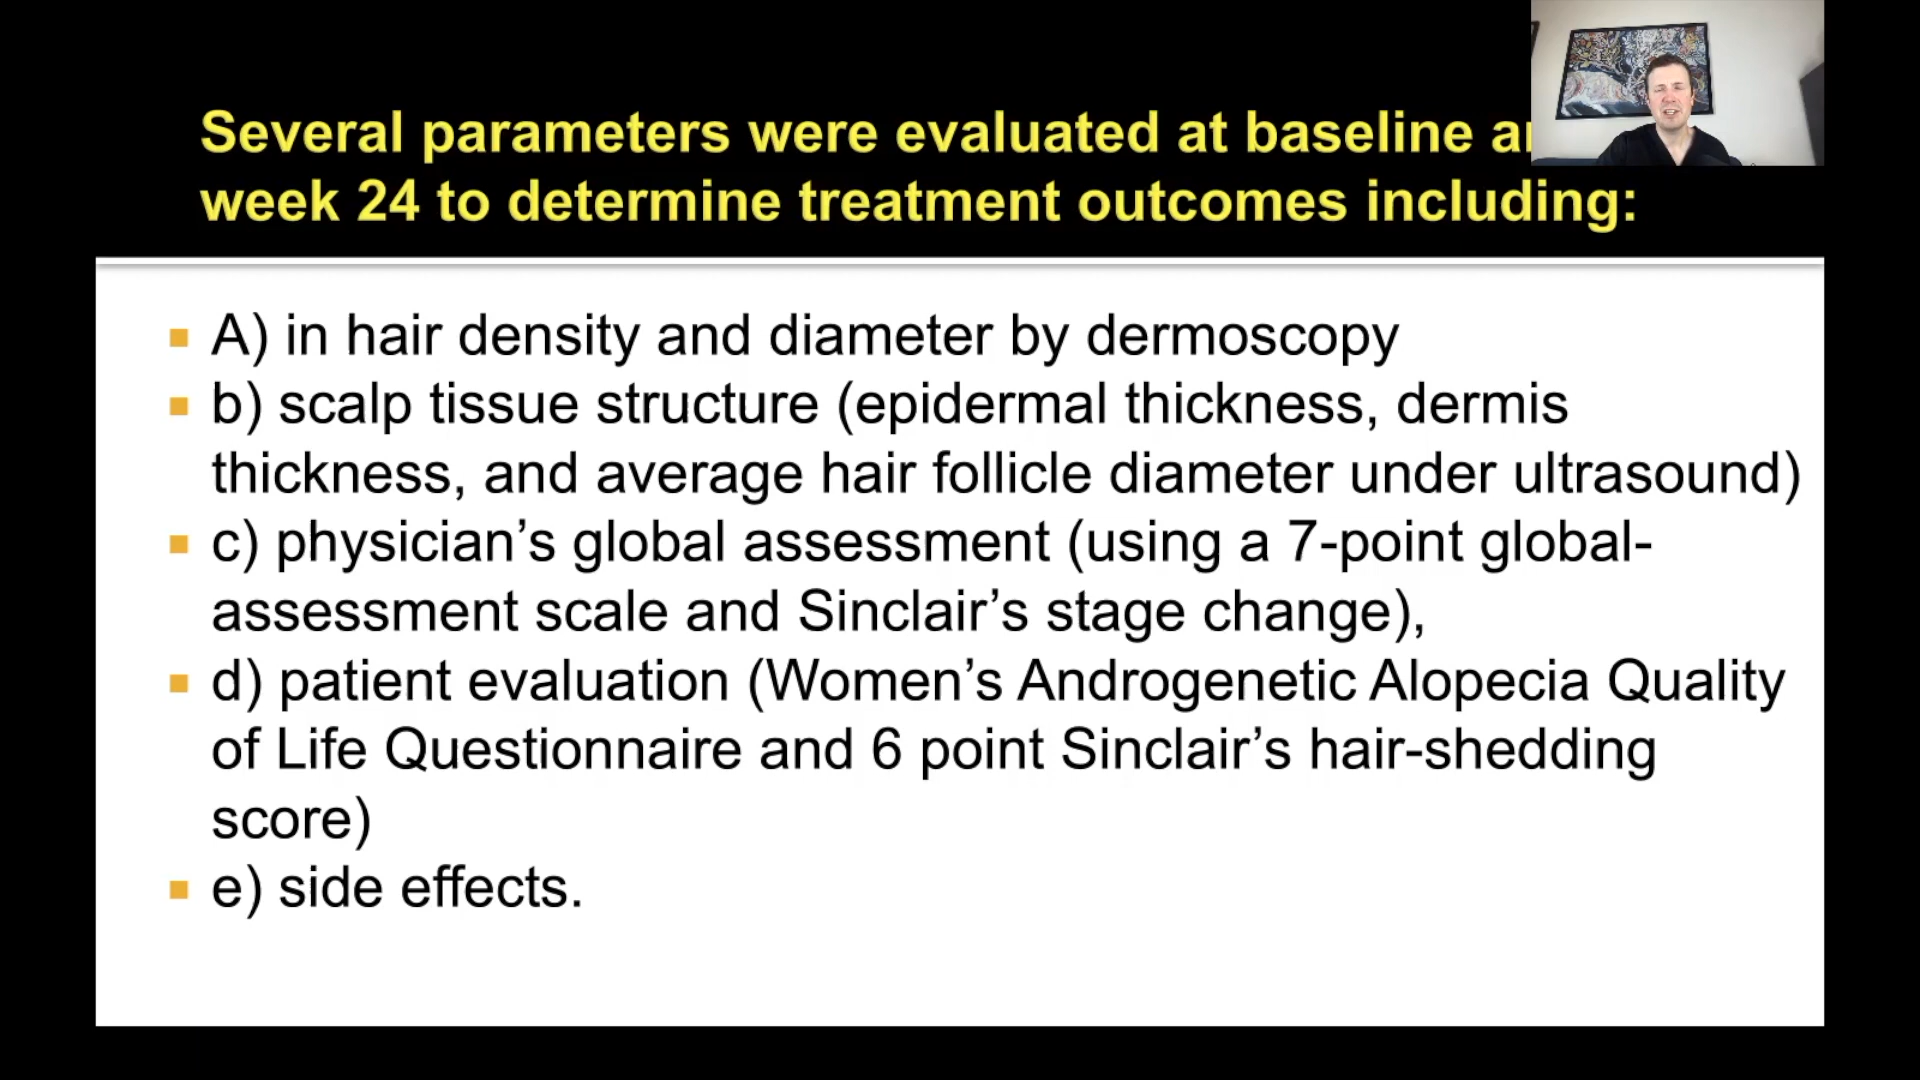 Several parameters were evaluated at baseline
week 24 to determine treatment outcomes including:
A) in hair density and diameter by dermoscopy
b) scalp tissue structure (epidermal thickness, dermis
thickness, and average hair follicle diameter under ultrasound)
c) physician’s global assessment (using a 7-point global-
assessment scale and Sinclair’s stage change),
d) patient evaluation (Women’s Androgenetic Alopecia Quality
of Life Questionnaire and 6 point Sinclair’s hair-shedding
score)
e) side effects.